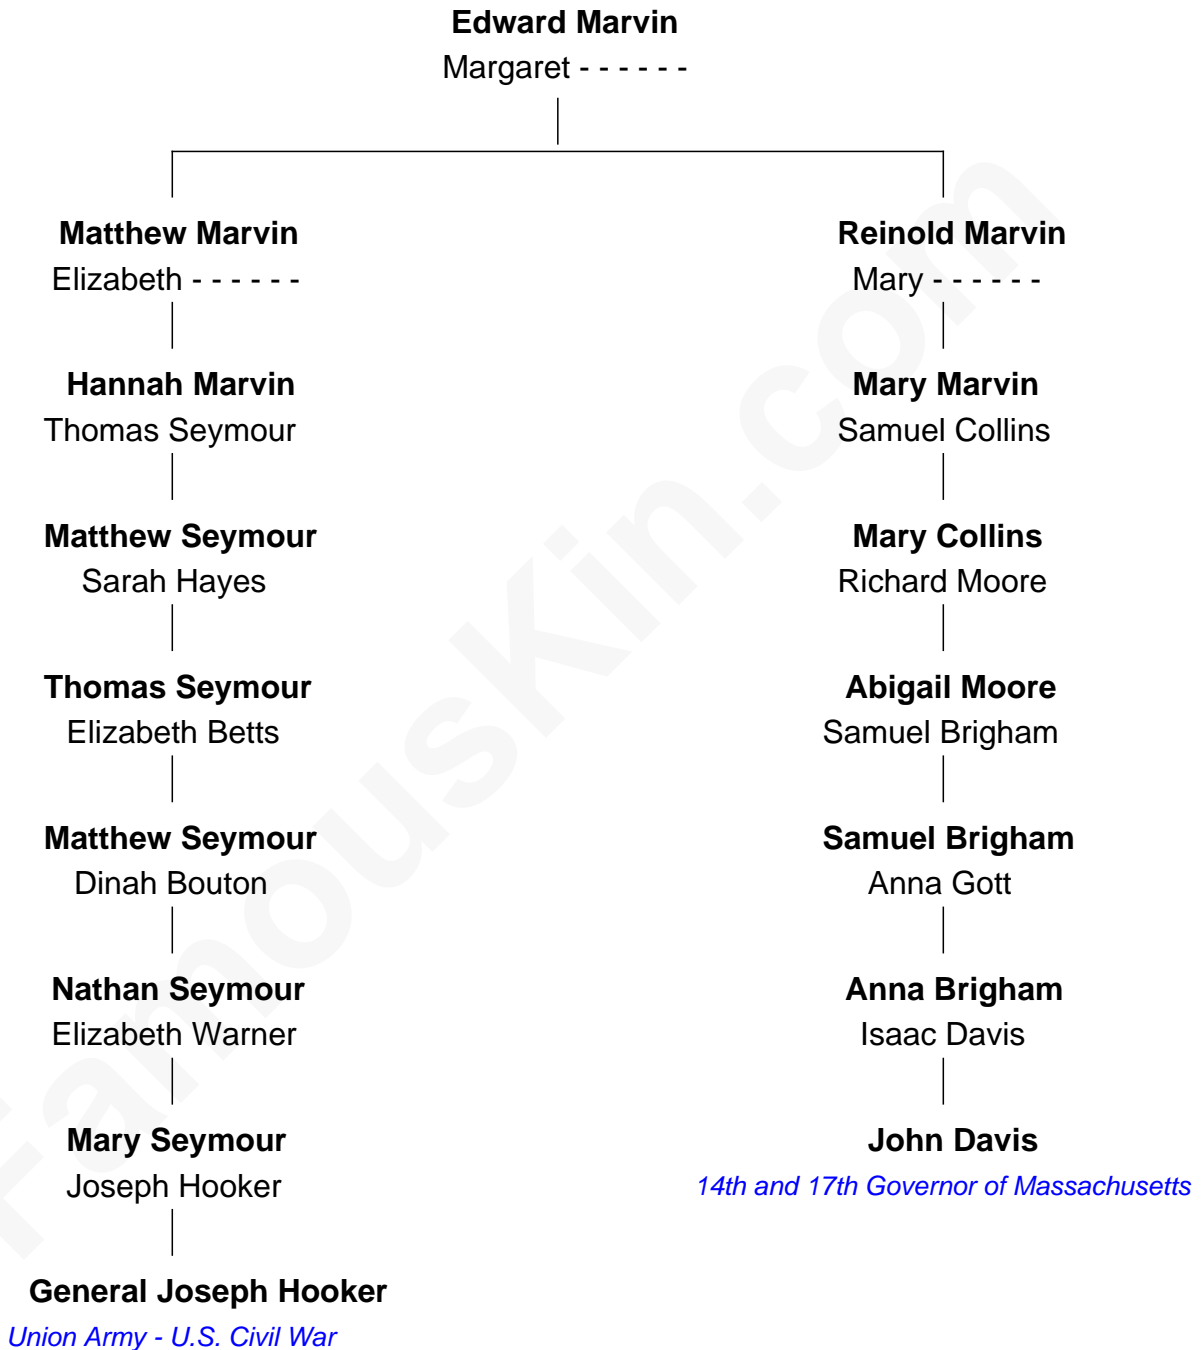 Edward Marvin
Margaret - - - - - -
Matthew Marvin
Elizabeth - - - - - -
Reinold Marvin
Mary - - - - - -
Hannah Marvin
Thomas Seymour
Mary Marvin
Samuel Collins
Matthew Seymour
Sarah Hayes
Mary Collins
Richard Moore
Thomas Seymour
Elizabeth Betts
Abigail Moore
Samuel Brigham
Matthew Seymour
Dinah Bouton
Samuel Brigham
Anna Gott
Nathan Seymour
Elizabeth Warner
Anna Brigham
Isaac Davis
Mary Seymour
Joseph Hooker
John Davis
14th and 17th Governor of Massachusetts
General Joseph Hooker
Union Army - U.S. Civil War
FamousKin.com